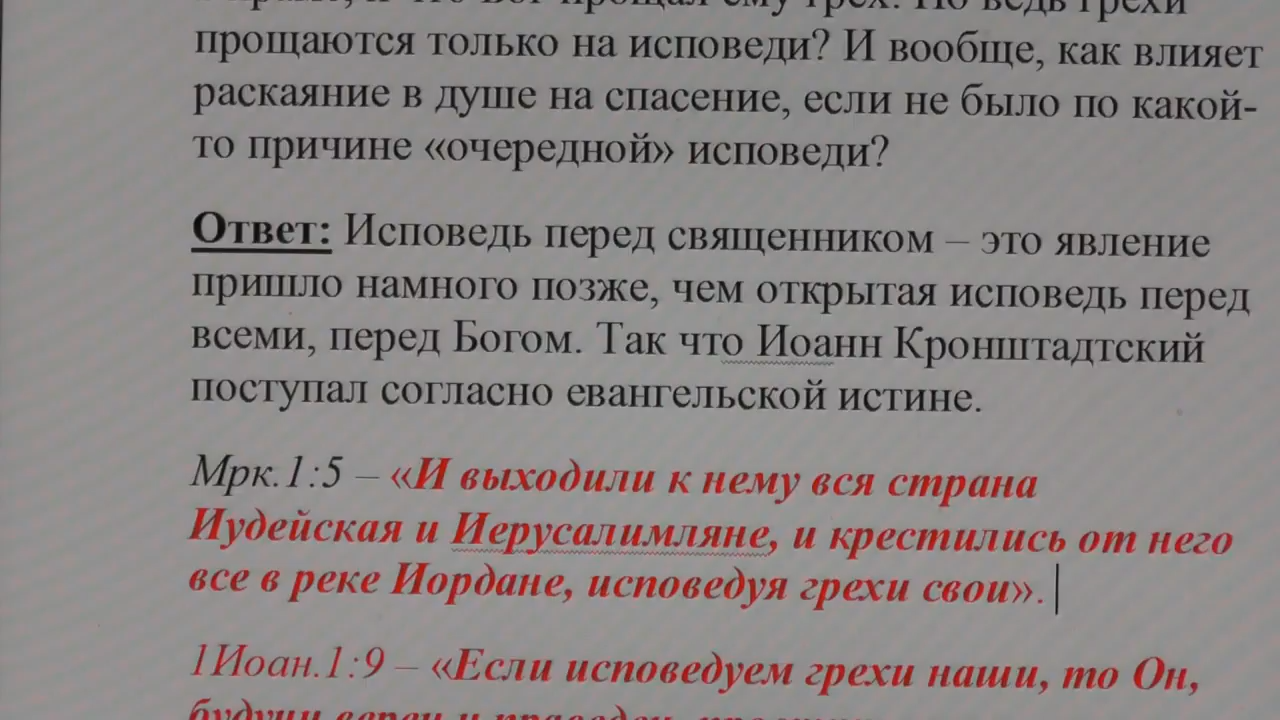 прощаются только на исповеди? И вообще, как влияет
раскаяние в душе на спасение, если не было по какой-
то причине «очередной» исповеди?
Ответ: Исповедь перед священником – это явление
пришло намного позже, чем открытая исповедь перед
всеми, перед Богом. Так что Иоанн Кронштадтский
поступал согласно евангельской истине.
Мрк.1:5 – «И выходили к нему вся страна
Иудейская и Иерусалимляне, и крестились от него
все в реке Иордане, исповедуя грехи свои».
1Иоан.1:9 – «Если исповедуем грехи наши, то Он,